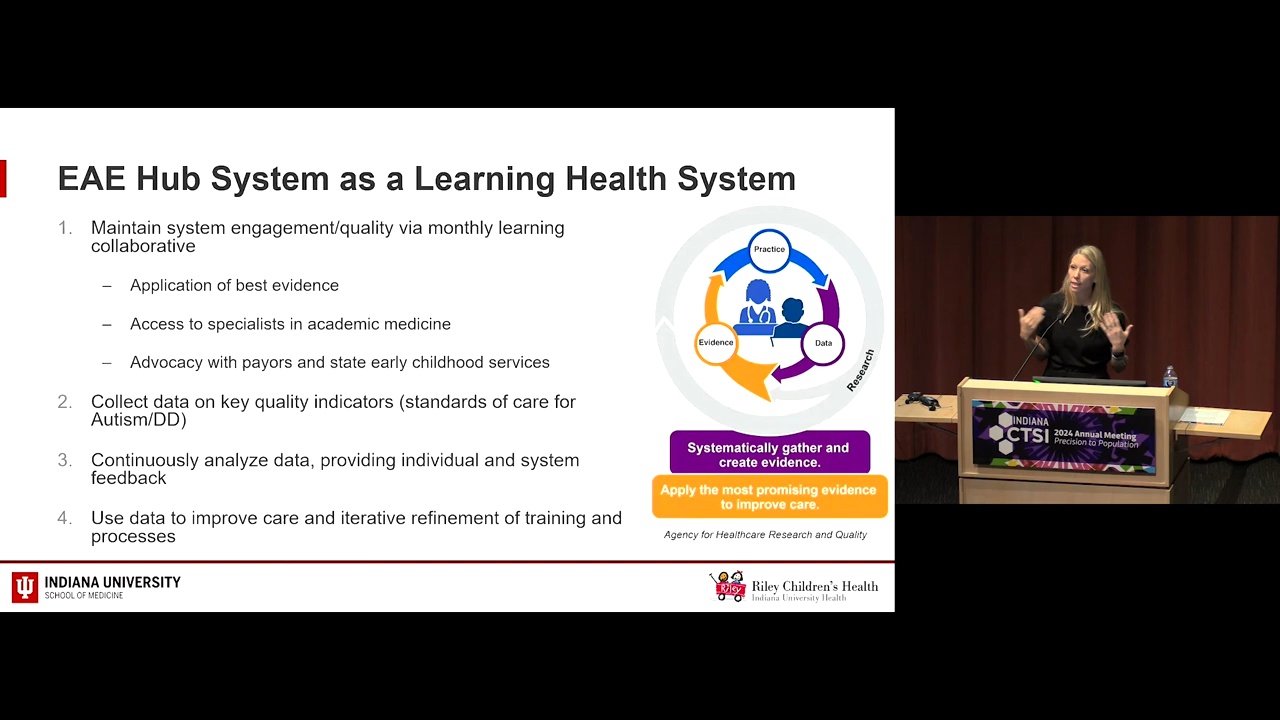 EAE Hub System as a Learning Health System
1. Maintain system engagement/quality via monthly learning
collaborative
– Application of best evidence
– Access to specialists in academic medicine
– Advocacy with payors and state early childhood services
2. Collect data on key quality indicators (standards of care for
Autism/DD)
3. Continuously analyze data, providing individual and system
feedback
4. Use data to improve care and iterative refinement of training and
processes
Practice
Evidence
Data
Research
Systematically gather and
create evidence.
Apply the most promising evidence
to improve care.
Agency for Healthcare Research and Quality
INDIANA UNIVERSITY
SCHOOL OF MEDICINE
Riley
Riley Children's Health
Indiana University Health
INDIANA
CTSI
2024 Annual Meeting
Precision to Population